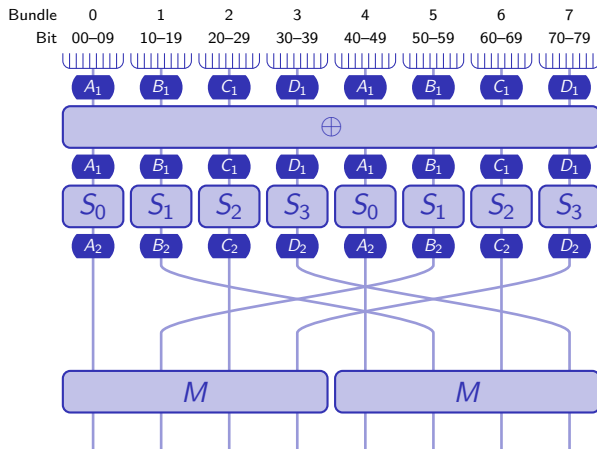 Bundle 0 1 2 3 4 5 6 7
Bit 00–09 10–19 20–29 30–39 40–49 50–59 60–69 70–79
A₁ B₁ C₁ D₁ A₁ B₁ C₁ D₁
⊕
A₁ B₁ C₁ D₁ A₁ B₁ C₁ D₁
S₀ S₁ S₂ S₃ S₀ S₁ S₂ S₃
A₂ B₂ C₂ D₂ A₂ B₂ C₂ D₂
M M